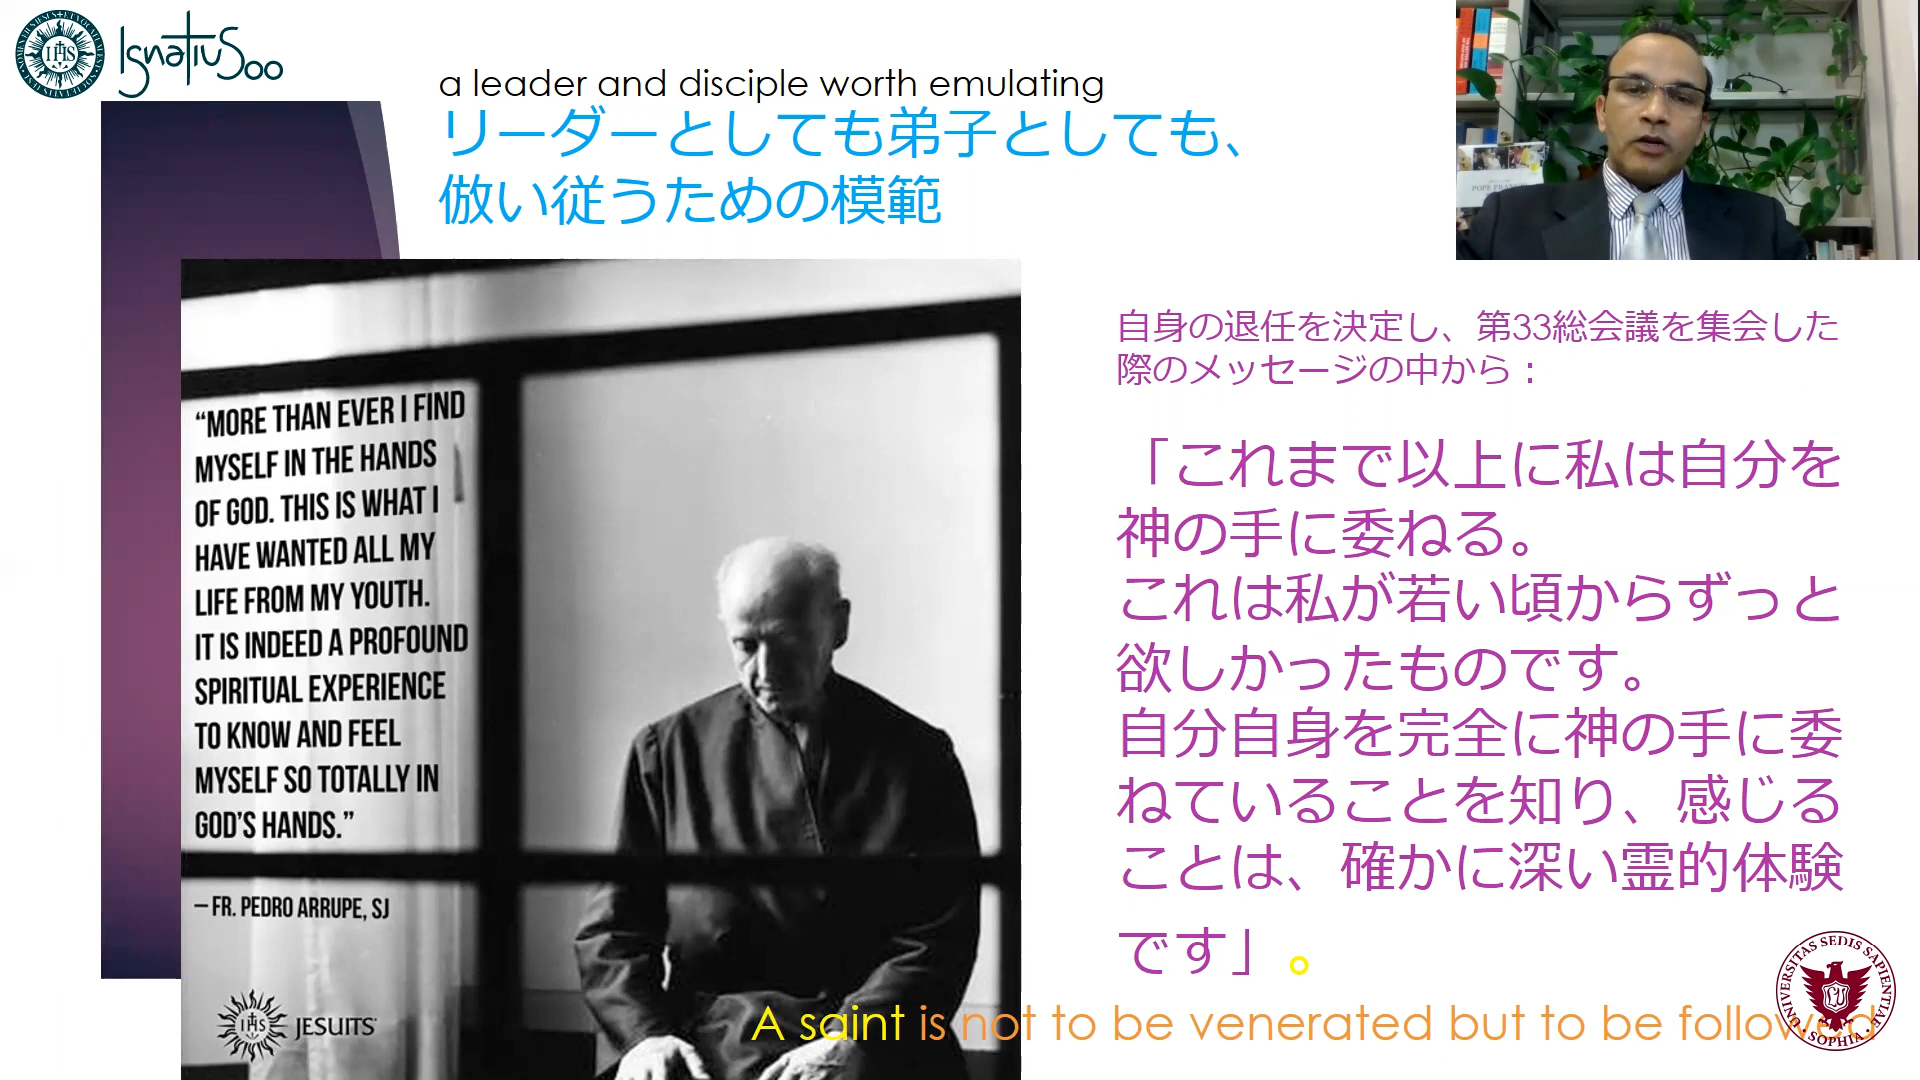 IHS
Ignatius500
a leader and disciple worth emulating
リーダーとしても弟子としても、
倣い従うための模範
POPE FRANCIS
自身の退任を決定し、第33総会議を集会した
際のメッセージの中から：
「これまで以上に私は自分を
神の手に委ねる。
これは私が若い頃からずっと
欲しかったものです。
自分自身を完全に神の手に委
ねていることを知り、感じる
ことは、確かに深い霊的体験
です」。
“MORE THAN EVER I FIND
MYSELF IN THE HANDS
OF GOD. THIS IS WHAT I
HAVE WANTED ALL MY
LIFE FROM MY YOUTH.
IT IS INDEED A PROFOUND
SPIRITUAL EXPERIENCE
TO KNOW AND FEEL
MYSELF SO TOTALLY IN
GOD'S HANDS.”
– FR. PEDRO ARRUPE, SJ
IHS
JESUITS
A saint is not to be venerated but to be followed
UNIVERSITAS SEDIS SAPIENTIAE
SOPHIA